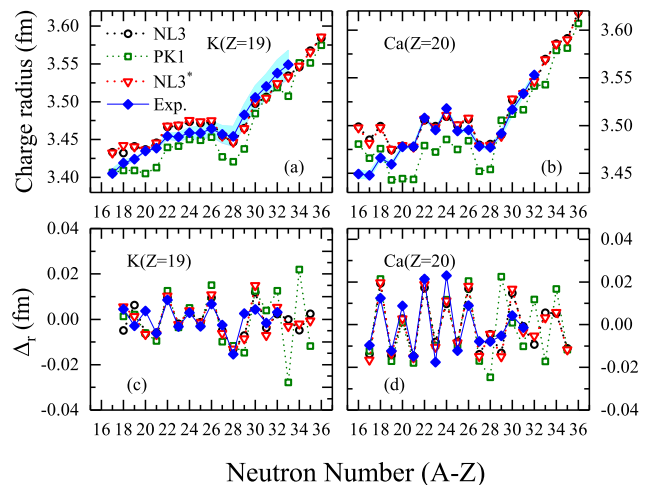 Charge radius (fm)
3.60
3.55
3.50
3.45
3.40
NL3
PK1
NL3*
Exp.
K(Z=19)
(a)
16 18 20 22 24 26 28 30 32 34 36
Ca(Z=20)
(b)
3.60
3.55
3.50
3.45
16 18 20 22 24 26 28 30 32 34 36
Δr (fm)
0.04
0.02
0.00
-0.02
-0.04
K(Z=19)
(c)
16 18 20 22 24 26 28 30 32 34 36
Ca(Z=20)
(d)
0.04
0.02
0.00
-0.02
-0.04
16 18 20 22 24 26 28 30 32 34 36
Neutron Number (A-Z)